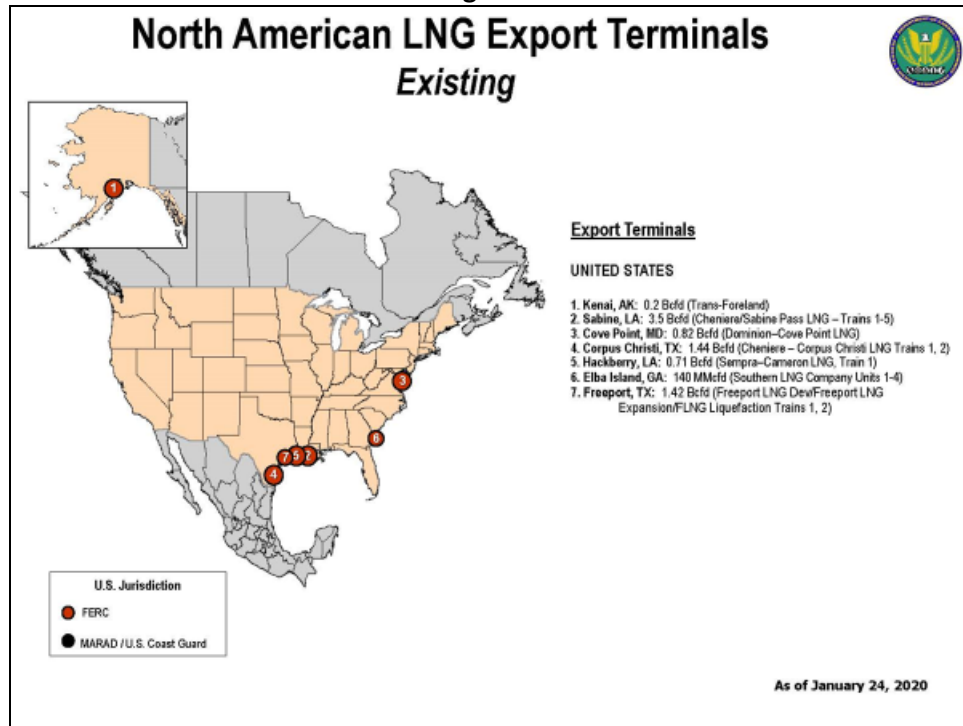 North American LNG Export Terminals
Existing
Export Terminals
UNITED STATES
1. Kenai, AK: 0.2 Bcfd (Trans-Foreland)
2. Sabine, LA: 3.5 Bcfd (Cheniere/Sabine Pass LNG – Trains 1-5)
3. Cove Point, MD: 0.82 Bcfd (Dominion–Cove Point LNG)
4. Corpus Christi, TX: 1.44 Bcfd (Cheniere – Corpus Christi LNG Trains 1, 2)
5. Hackberry, LA: 0.71 Bcfd (Sempra–Cameron LNG, Train 1)
6. Elba Island, GA: 140 MMcfd (Southern LNG Company Units 1-4)
7. Freeport, TX: 1.42 Bcfd (Freeport LNG Dev/Freeport LNG
Expansion/FLNG Liquefaction Trains 1, 2)
1
3
6
7 5 2
4
U.S. Jurisdiction
FERC
MARAD / U.S. Coast Guard
As of January 24, 2020